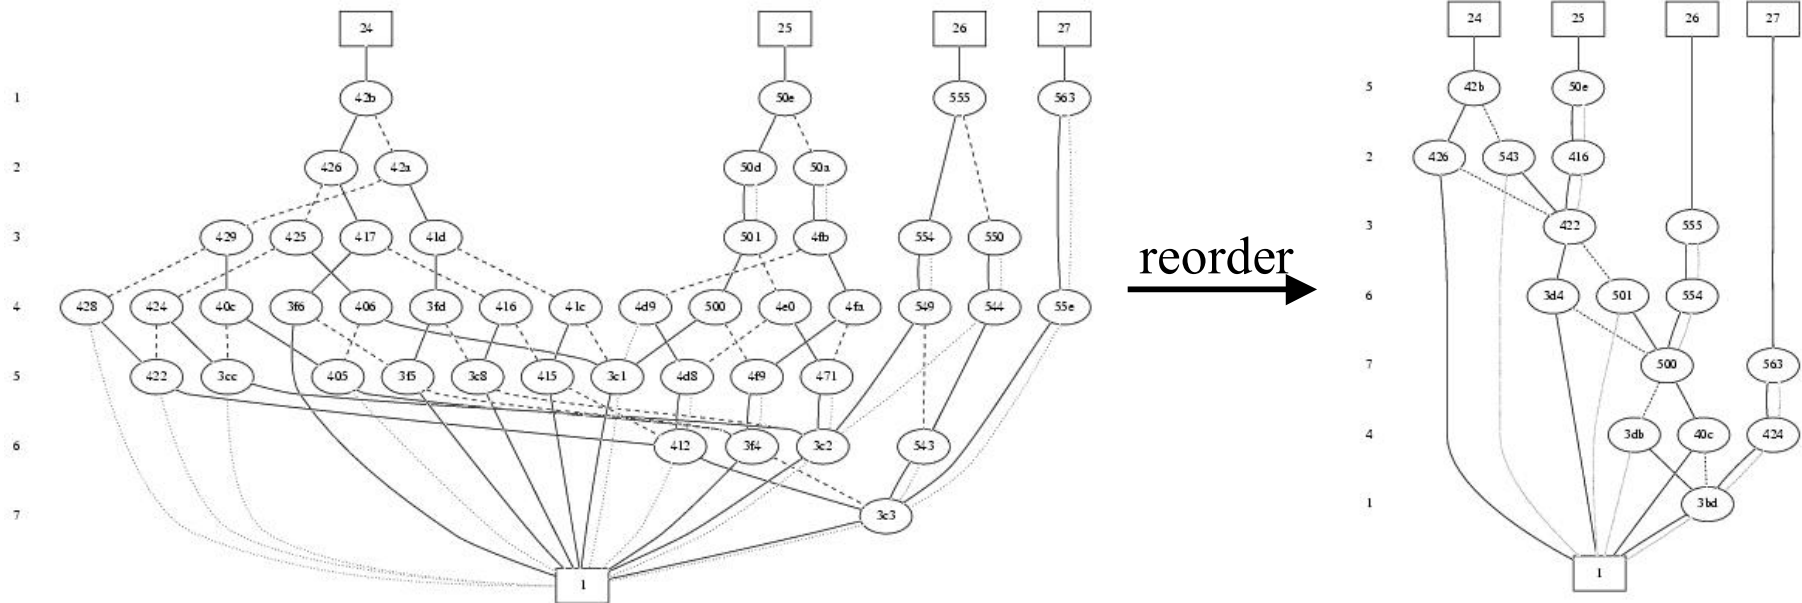 24 25 26 27 24 25 26 27
1 42b 50e 555 563 5 42b 50e
2 426 42a 50d 50a 2 426 543 416
3 429 425 417 41d 501 4fb 554 550 reorder 3 422 555
4 428 424 40c 3f6 406 3fd 416 41c 4d9 500 4e0 4fa 549 544 55e 6 3d4 501 554
5 422 3cc 405 3f5 3c8 415 3c1 4d8 4f9 471 7 500 563
6 412 3f4 3c2 543 4 3db 40c 424
7 3c3 1 3bd
1 1